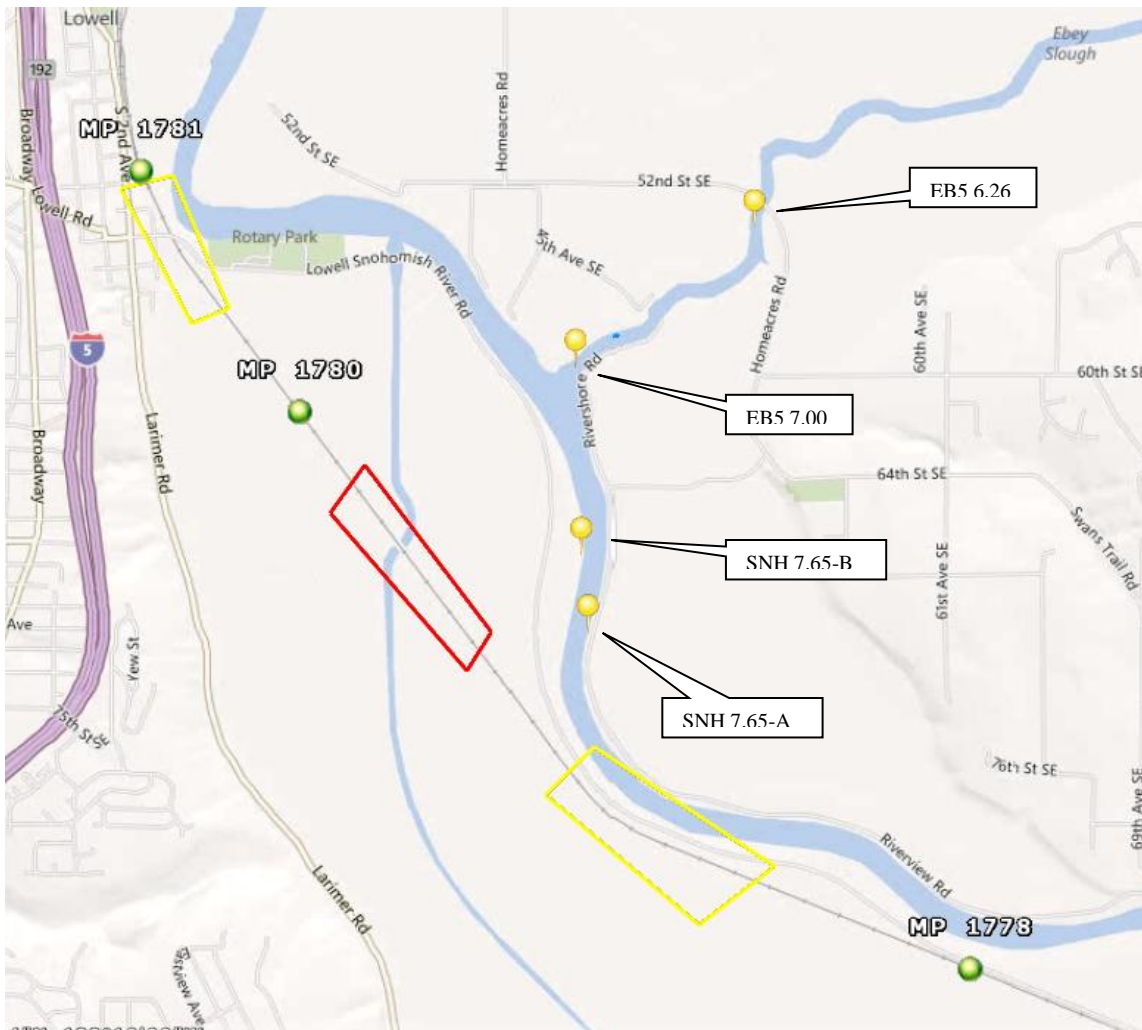 Lowell
Ebey
Slough
192
Broadway
S 2nd Ave
MP 1781
Homeacres Rd
52nd St SE
52nd St SE
EB5 6.26
Lowell Rd
Rotary Park
5th Ave SE
Lowell Snohomish River Rd
Homeacres Rd
60th Ave SE
5
MP 1780
Rivershore Rd
60th St SE
EB5 7.00
Larimer Rd
Broadway
64th St SE
Swans Trail Rd
SNH 7.65-B
61st Ave SE
Ave
Yew St
SNH 7.65-A
75th St SE
76th St SE
69th Ave SE
Riverview Rd
Larimer Rd
MP 1778